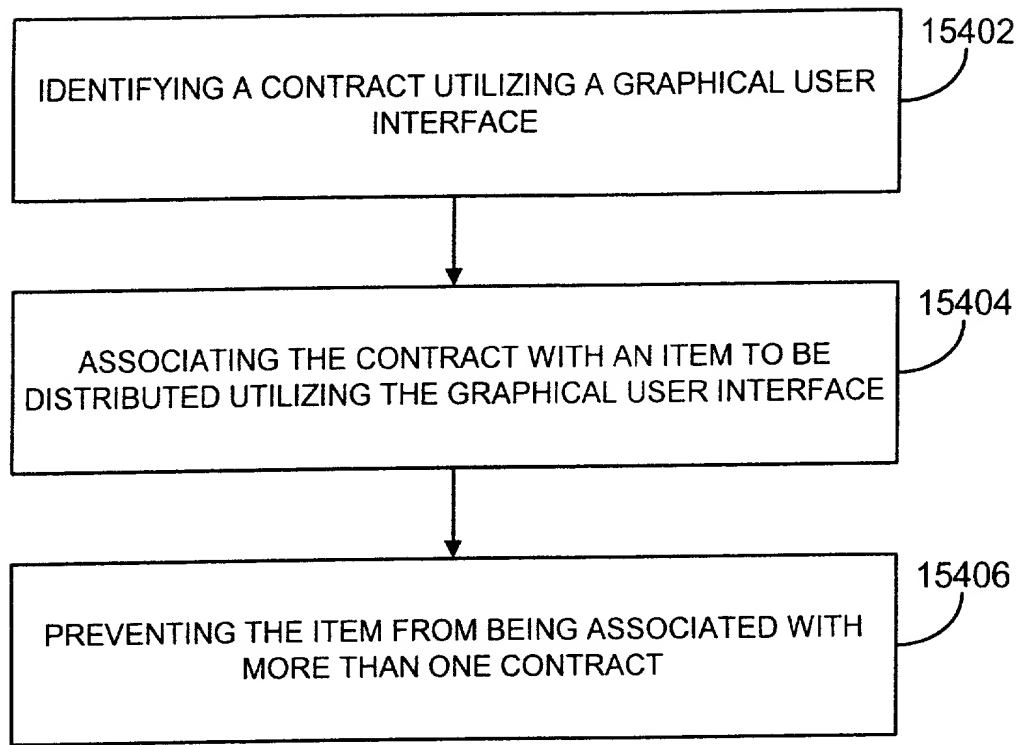 15402
IDENTIFYING A CONTRACT UTILIZING A GRAPHICAL USER
INTERFACE
15404
ASSOCIATING THE CONTRACT WITH AN ITEM TO BE
DISTRIBUTED UTILIZING THE GRAPHICAL USER INTERFACE
15406
PREVENTING THE ITEM FROM BEING ASSOCIATED WITH
MORE THAN ONE CONTRACT